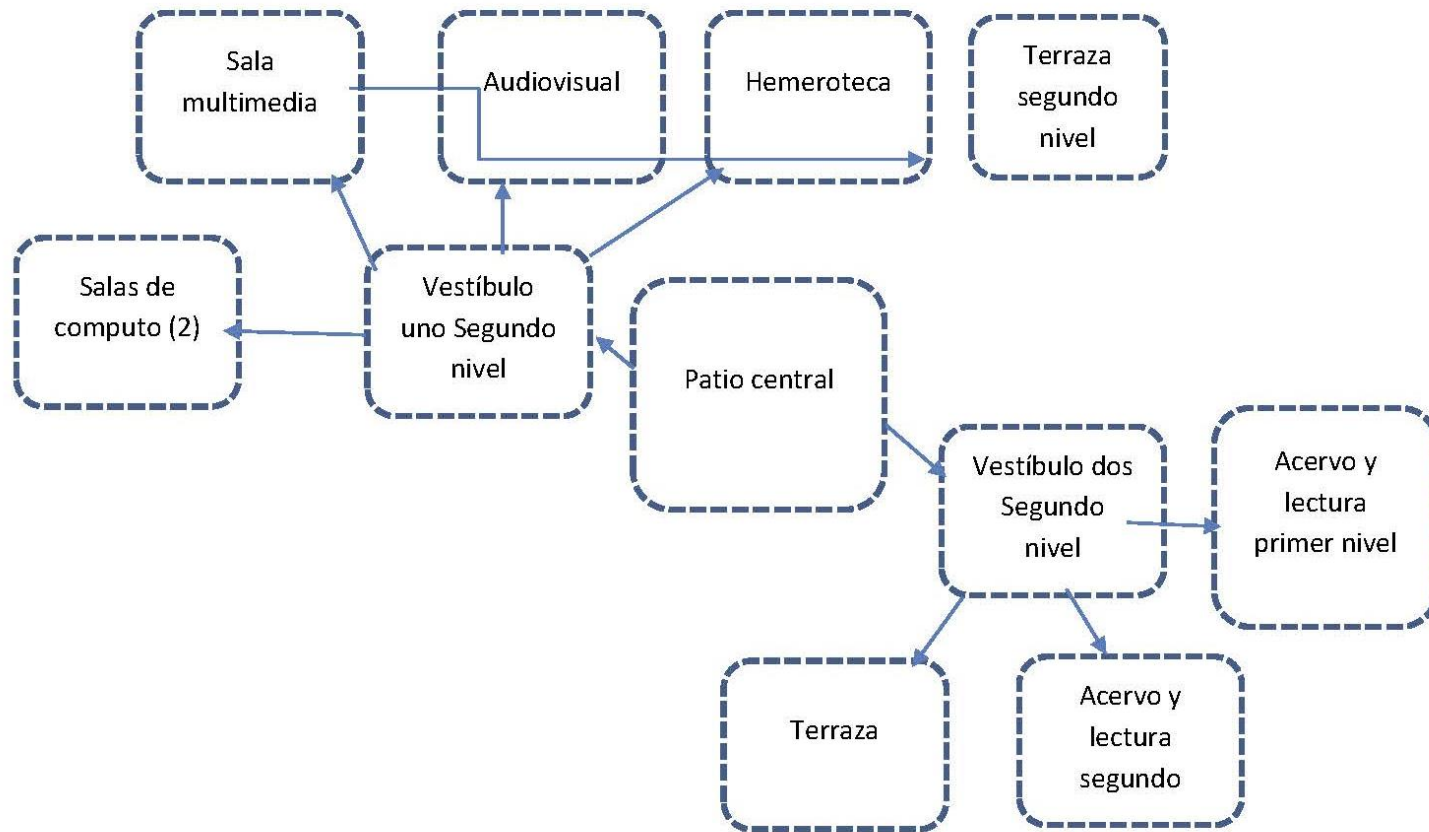 Sala
multimedia
Audiovisual
Hemeroteca
Terraza
segundo
nivel
Salas de
computo (2)
Vestíbulo
uno Segundo
nivel
Patio central
Vestíbulo dos
Segundo
nivel
Acervo y
lectura
primer nivel
Terraza
Acervo y
lectura
segundo